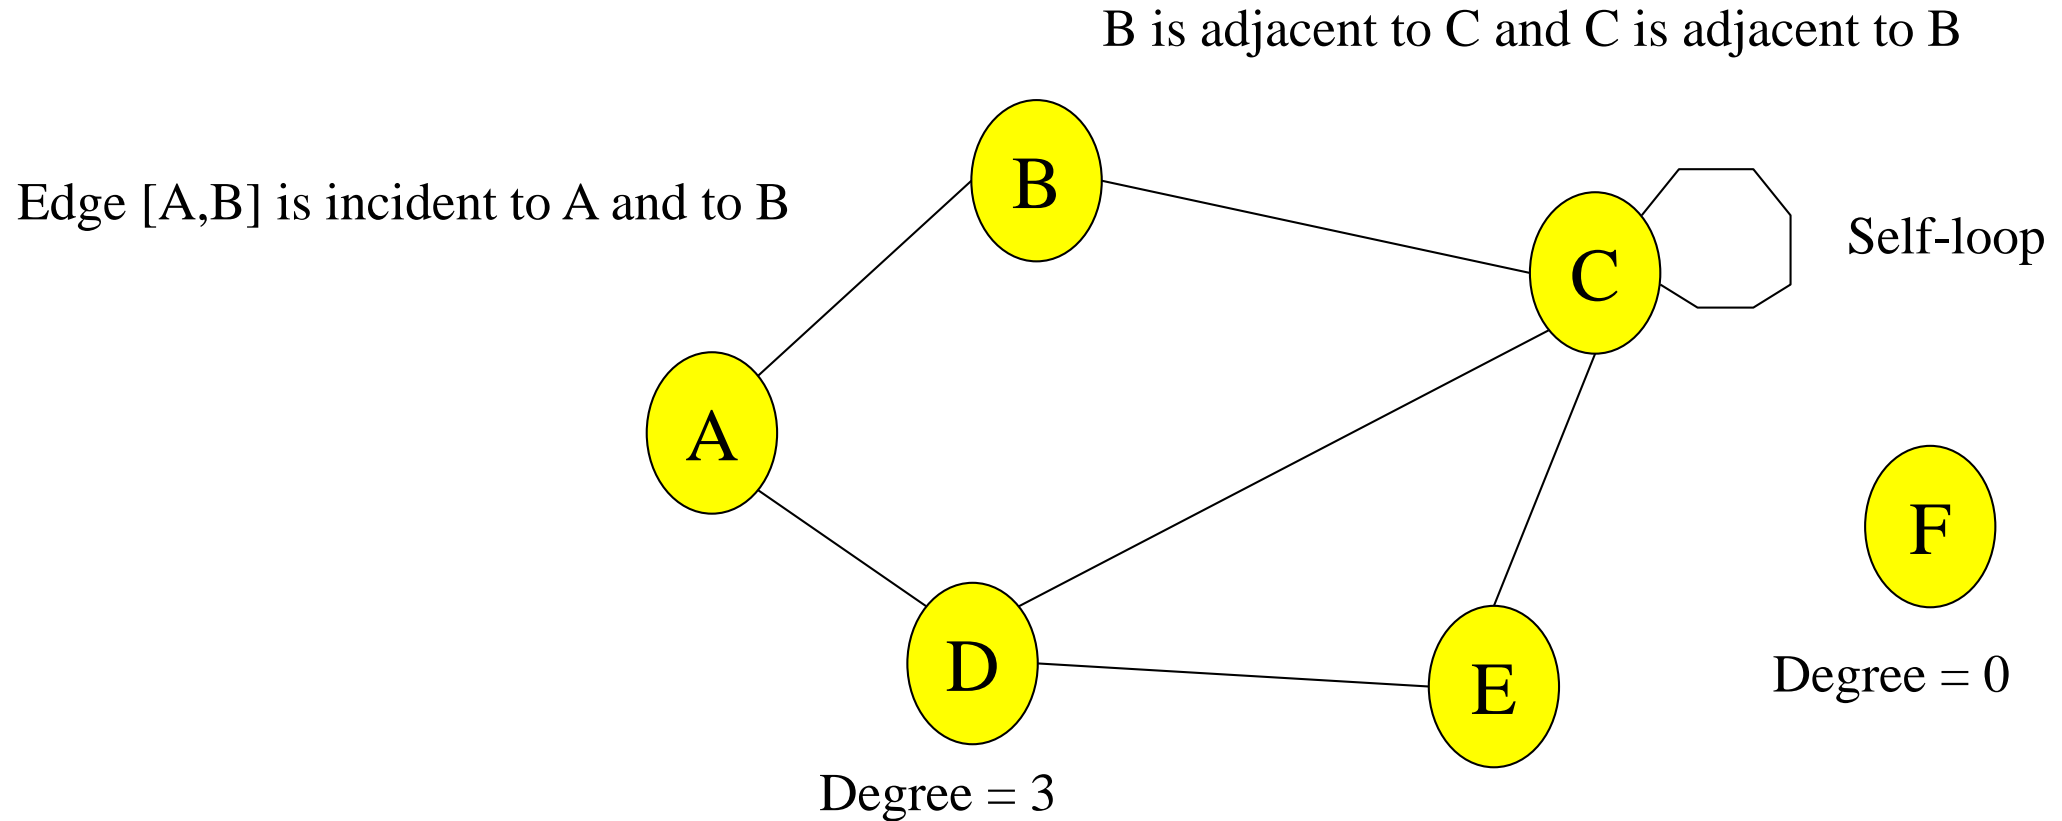 B is adjacent to C and C is adjacent to B
Edge [A,B] is incident to A and to B
B
C
Self-loop
A
F
D
E
Degree = 0
Degree = 3